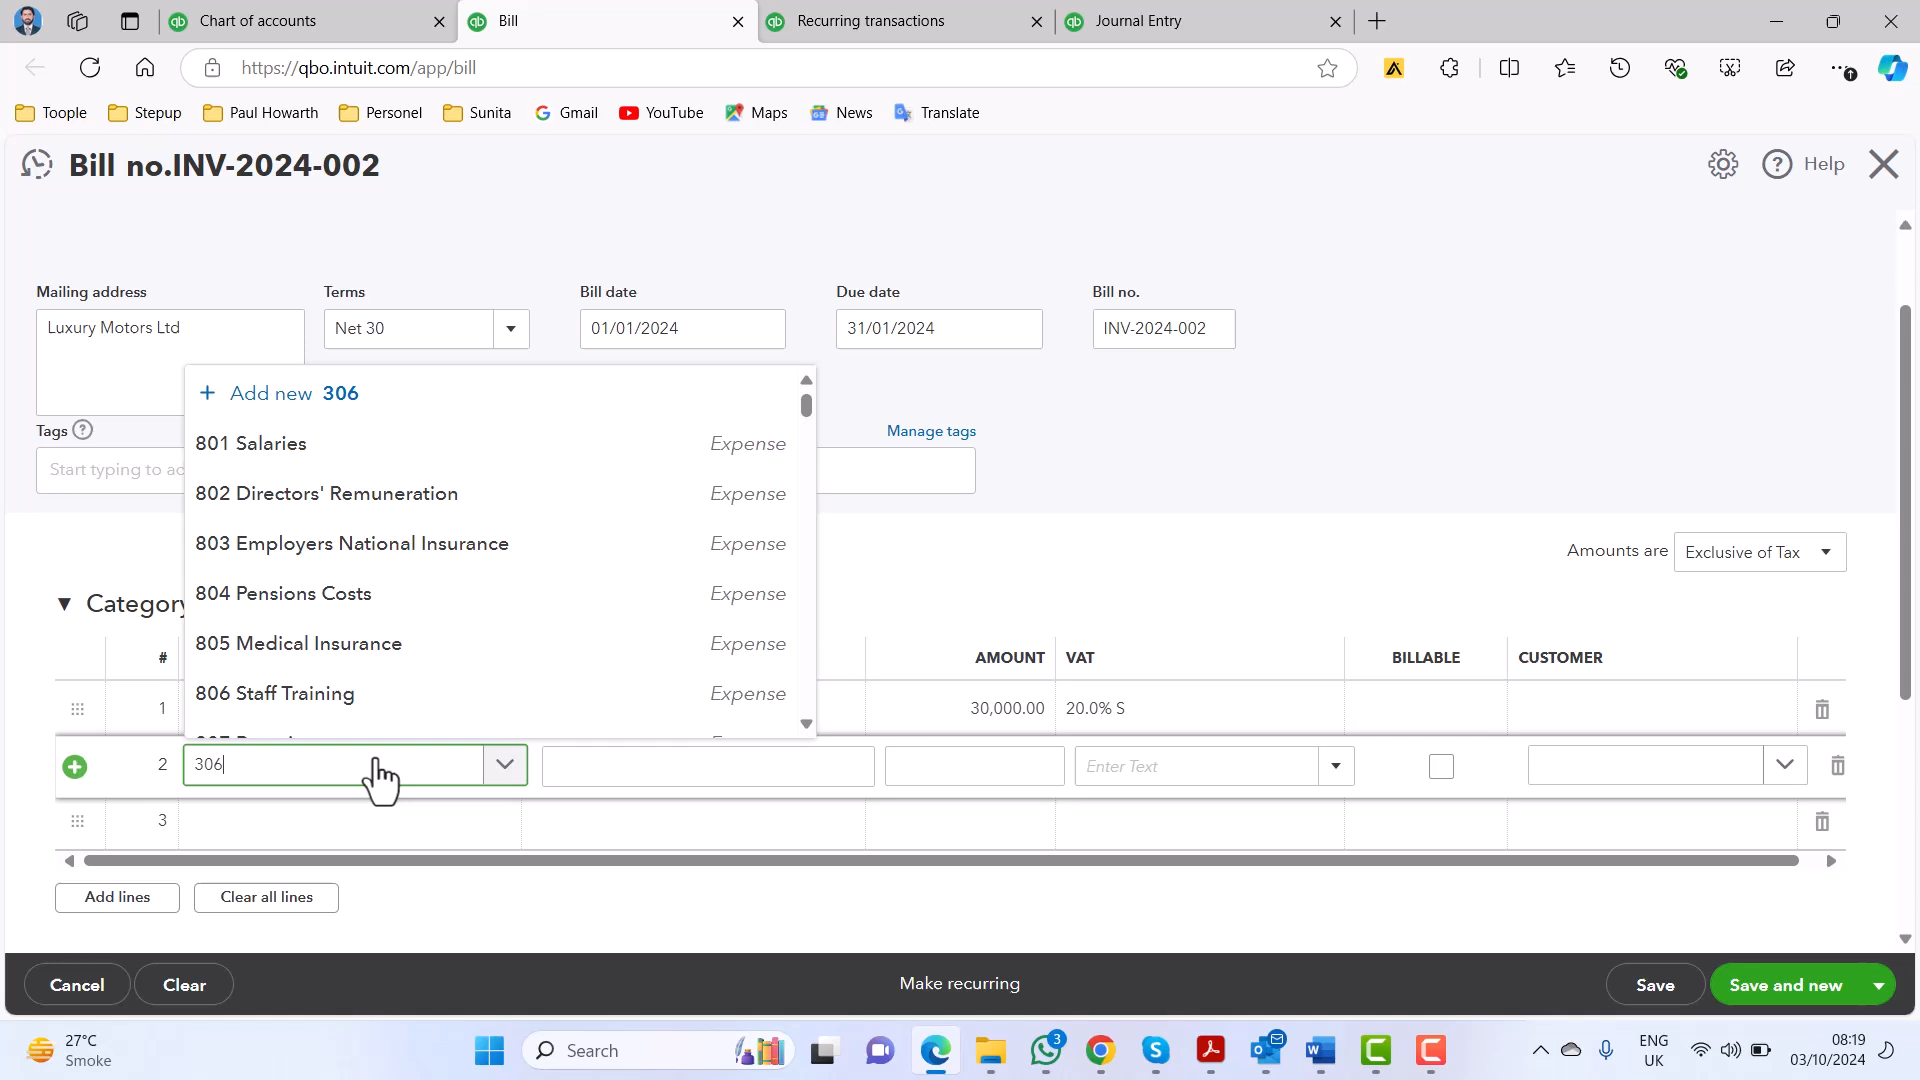 Chart of accounts
Bill
Recurring transactions
Journal Entry
https://qbo.intuit.com/app/bill
Toople
Stepup
Paul Howarth
Personel
Sunita
Gmail
YouTube
Maps
News
Translate
Bill no.INV-2024-002
Help
Mailing address
Terms
Bill date
Due date
Bill no.
Luxury Motors Ltd
Net 30
01/01/2024
31/01/2024
INV-2024-002
+ Add new 306
Tags
Manage tags
801 Salaries Expense
Start typing to
802 Directors' Remuneration Expense
803 Employers National Insurance Expense
Amounts are Exclusive of Tax
804 Pensions Costs Expense
Category
805 Medical Insurance Expense
# AMOUNT VAT BILLABLE CUSTOMER
806 Staff Training Expense
1 30,000.00 20.0% S
2 306 Enter Text
3
Add lines
Clear all lines
Cancel
Clear
Make recurring
Save
Save and new
27°C
Smoke
Search
3
ENG
UK
08:19
03/10/2024